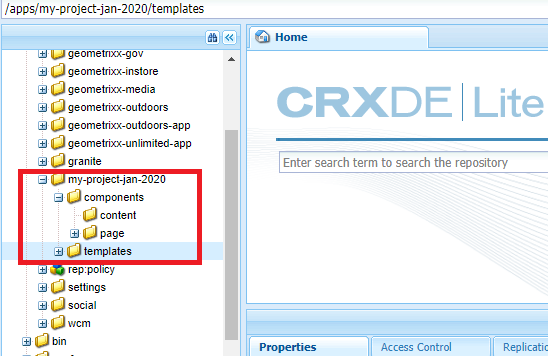 /apps/my-project-jan-2020/templates
geometrixx-gov
geometrixx-instore
geometrixx-media
geometrixx-outdoors
geometrixx-outdoors-app
geometrixx-unlimited-app
granite
my-project-jan-2020
components
content
page
templates
rep:policy
settings
social
wcm
bin
Home
CRXDE | Lite
Enter search term to search the repository
Properties
Access Control
Replicatio